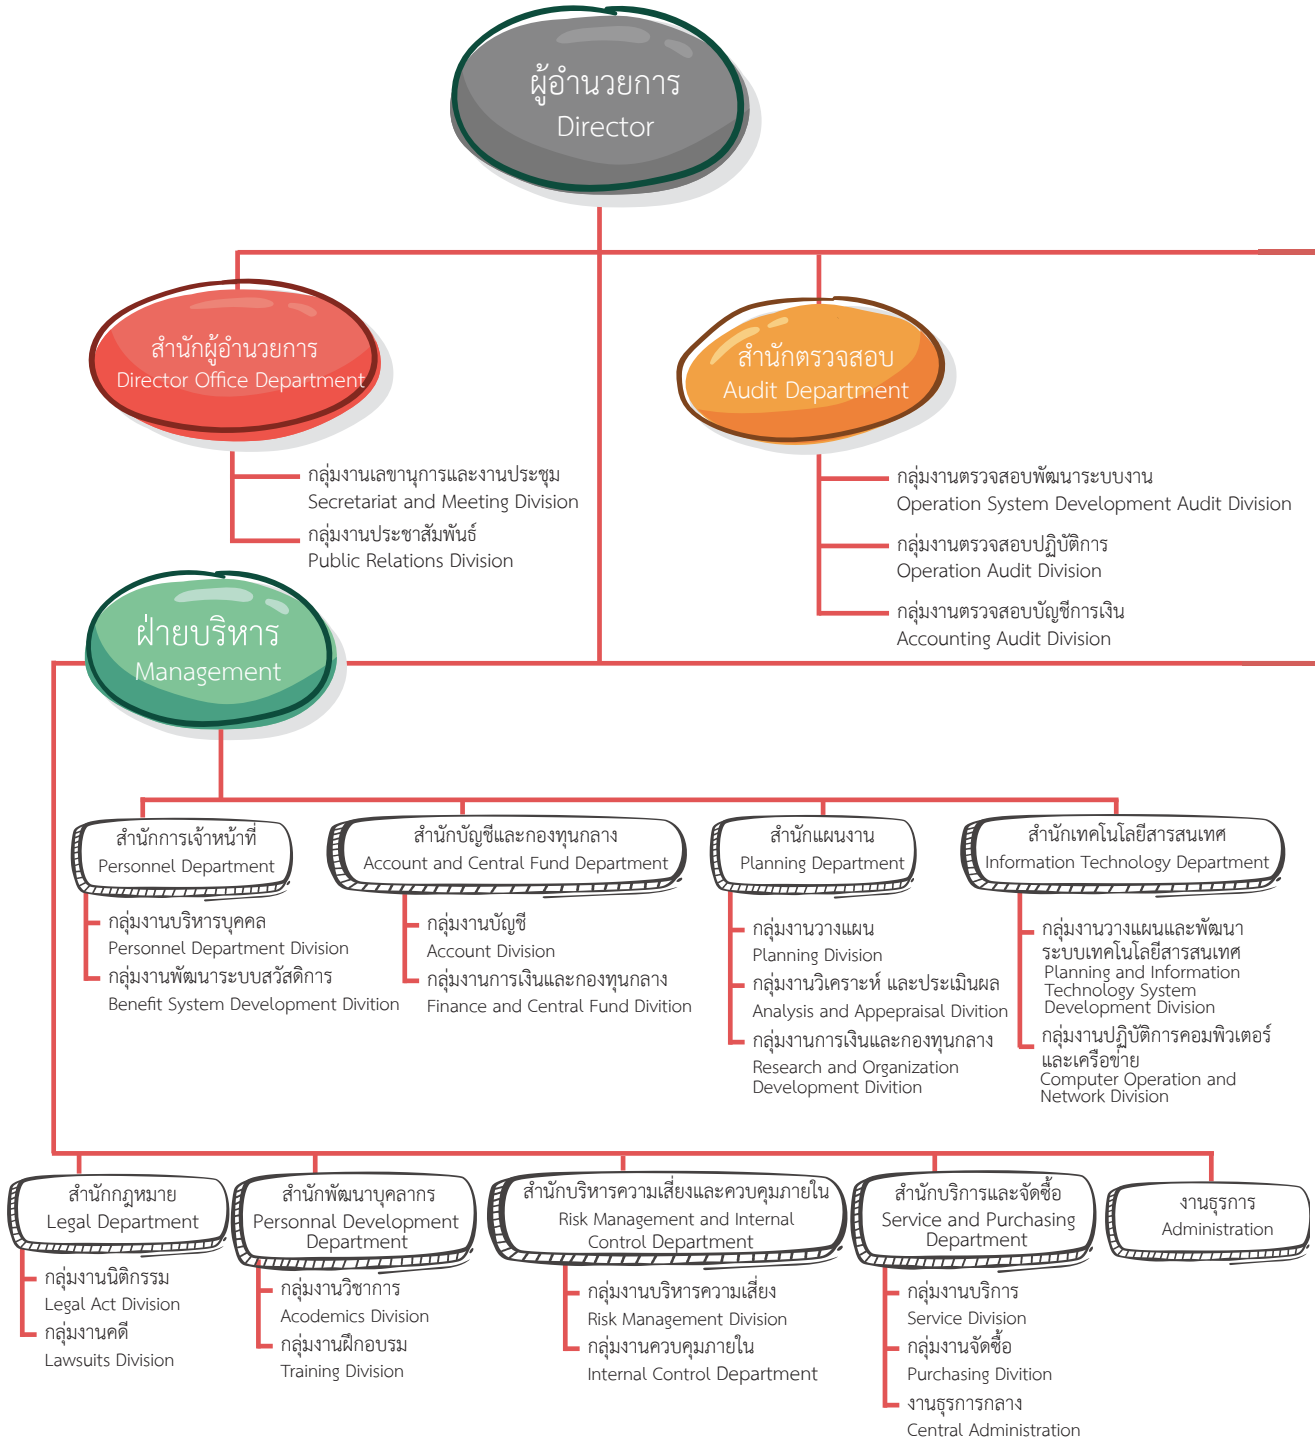 ผู้อำนวยการ
Director
สำนักผู้อำนวยการ
Director Office Department
สำนักตรวจสอบ
Audit Department
กลุ่มงานเลขานุการและงานประชุม
Secretariat and Meeting Division
กลุ่มงานประชาสัมพันธ์
Public Relations Division
กลุ่มงานตรวจสอบพัฒนาระบบงาน
Operation System Development Audit Division
กลุ่มงานตรวจสอบปฏิบัติการ
Operation Audit Division
กลุ่มงานตรวจสอบบัญชีการเงิน
Accounting Audit Division
ฝ่ายบริหาร
Management
สำนักการเจ้าหน้าที่
Personnel Department
กลุ่มงานบริหารบุคคล
Personnel Department Division
กลุ่มงานพัฒนาระบบสวัสดิการ
Benefit System Development Divition
สำนักบัญชีและกองทุนกลาง
Account and Central Fund Department
กลุ่มงานบัญชี
Account Division
กลุ่มงานการเงินและกองทุนกลาง
Finance and Central Fund Divition
สำนักแผนงาน
Planning Department
กลุ่มงานวางแผน
Planning Division
กลุ่มงานวิเคราะห์ และประเมินผล
Analysis and Appepraisal Divition
กลุ่มงานการเงินและกองทุนกลาง
Research and Organization
Development Divition
สำนักเทคโนโลยีสารสนเทศ
Information Technology Department
กลุ่มงานวางแผนและพัฒนา
ระบบเทคโนโลยีสารสนเทศ
Planning and Information
Technology System
Development Division
กลุ่มงานปฏิบัติการคอมพิวเตอร์
และเครือข่าย
Computer Operation and
Network Division
สำนักกฎหมาย
Legal Department
กลุ่มงานนิติกรรม
Legal Act Division
กลุ่มงานคดี
Lawsuits Division
สำนักพัฒนาบุคลากร
Personnal Development
Department
กลุ่มงานวิชาการ
Acodemics Division
กลุ่มงานฝึกอบรม
Training Division
สำนักบริหารความเสี่ยงและควบคุมภายใน
Risk Management and Internal
Control Department
กลุ่มงานบริหารความเสี่ยง
Risk Management Division
กลุ่มงานควบคุมภายใน
Internal Control Department
สำนักบริการและจัดซื้อ
Service and Purchasing
Department
กลุ่มงานบริการ
Service Division
กลุ่มงานจัดซื้อ
Purchasing Divition
งานธุรการกลาง
Central Administration
งานธุรการ
Administration